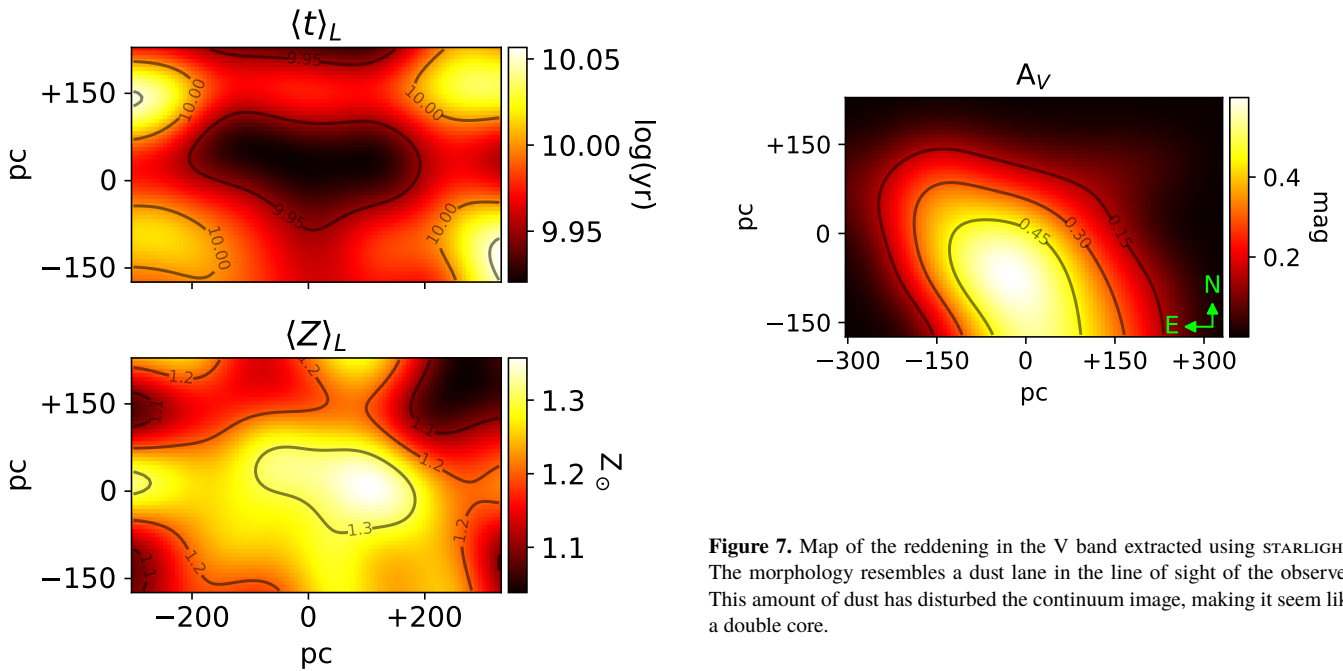 ⟨t⟩L
+150
0
−150
pc
9.95
10.00
10.00
9.95
10.00
10.00
10.05
10.00
9.95
log(yr)
⟨Z⟩L
+150
0
−150
pc
1.2
1.2
1.1
1.1
1.2
1.3
1.2
1.2
1.1
1.3
1.2
1.1
Z⊙
−200 0 +200
pc
AV
+150
0
−150
pc
0.45
0.30
0.15
N
E
0.4
0.2
mag
−300 −150 0 +150 +300
pc
Figure 7. Map of the reddening in the V band extracted using STARLIGH
The morphology resembles a dust lane in the line of sight of the observe
This amount of dust has disturbed the continuum image, making it seem lik
a double core.